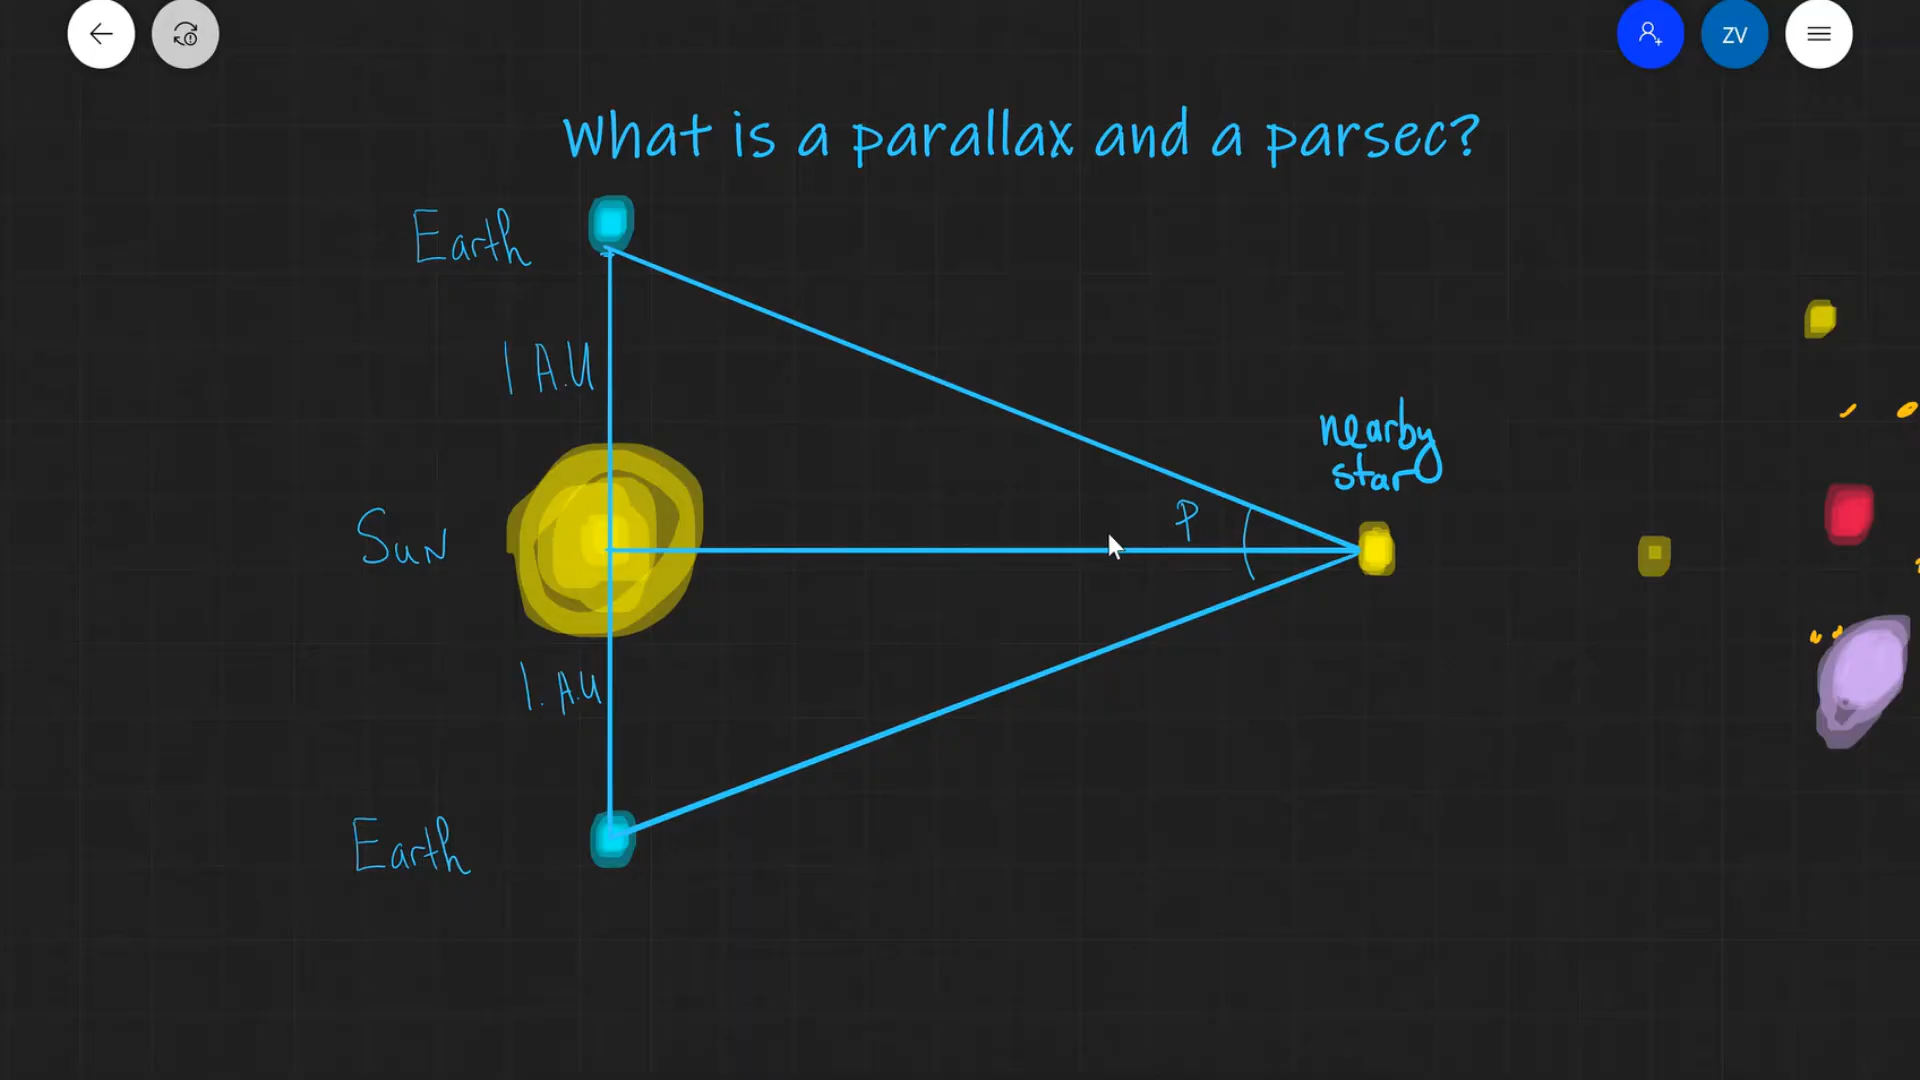 ZV
What is a parallax and a parsec?
Earth
1 A.U
nearby
star
P
Sun
1. A.U
Earth